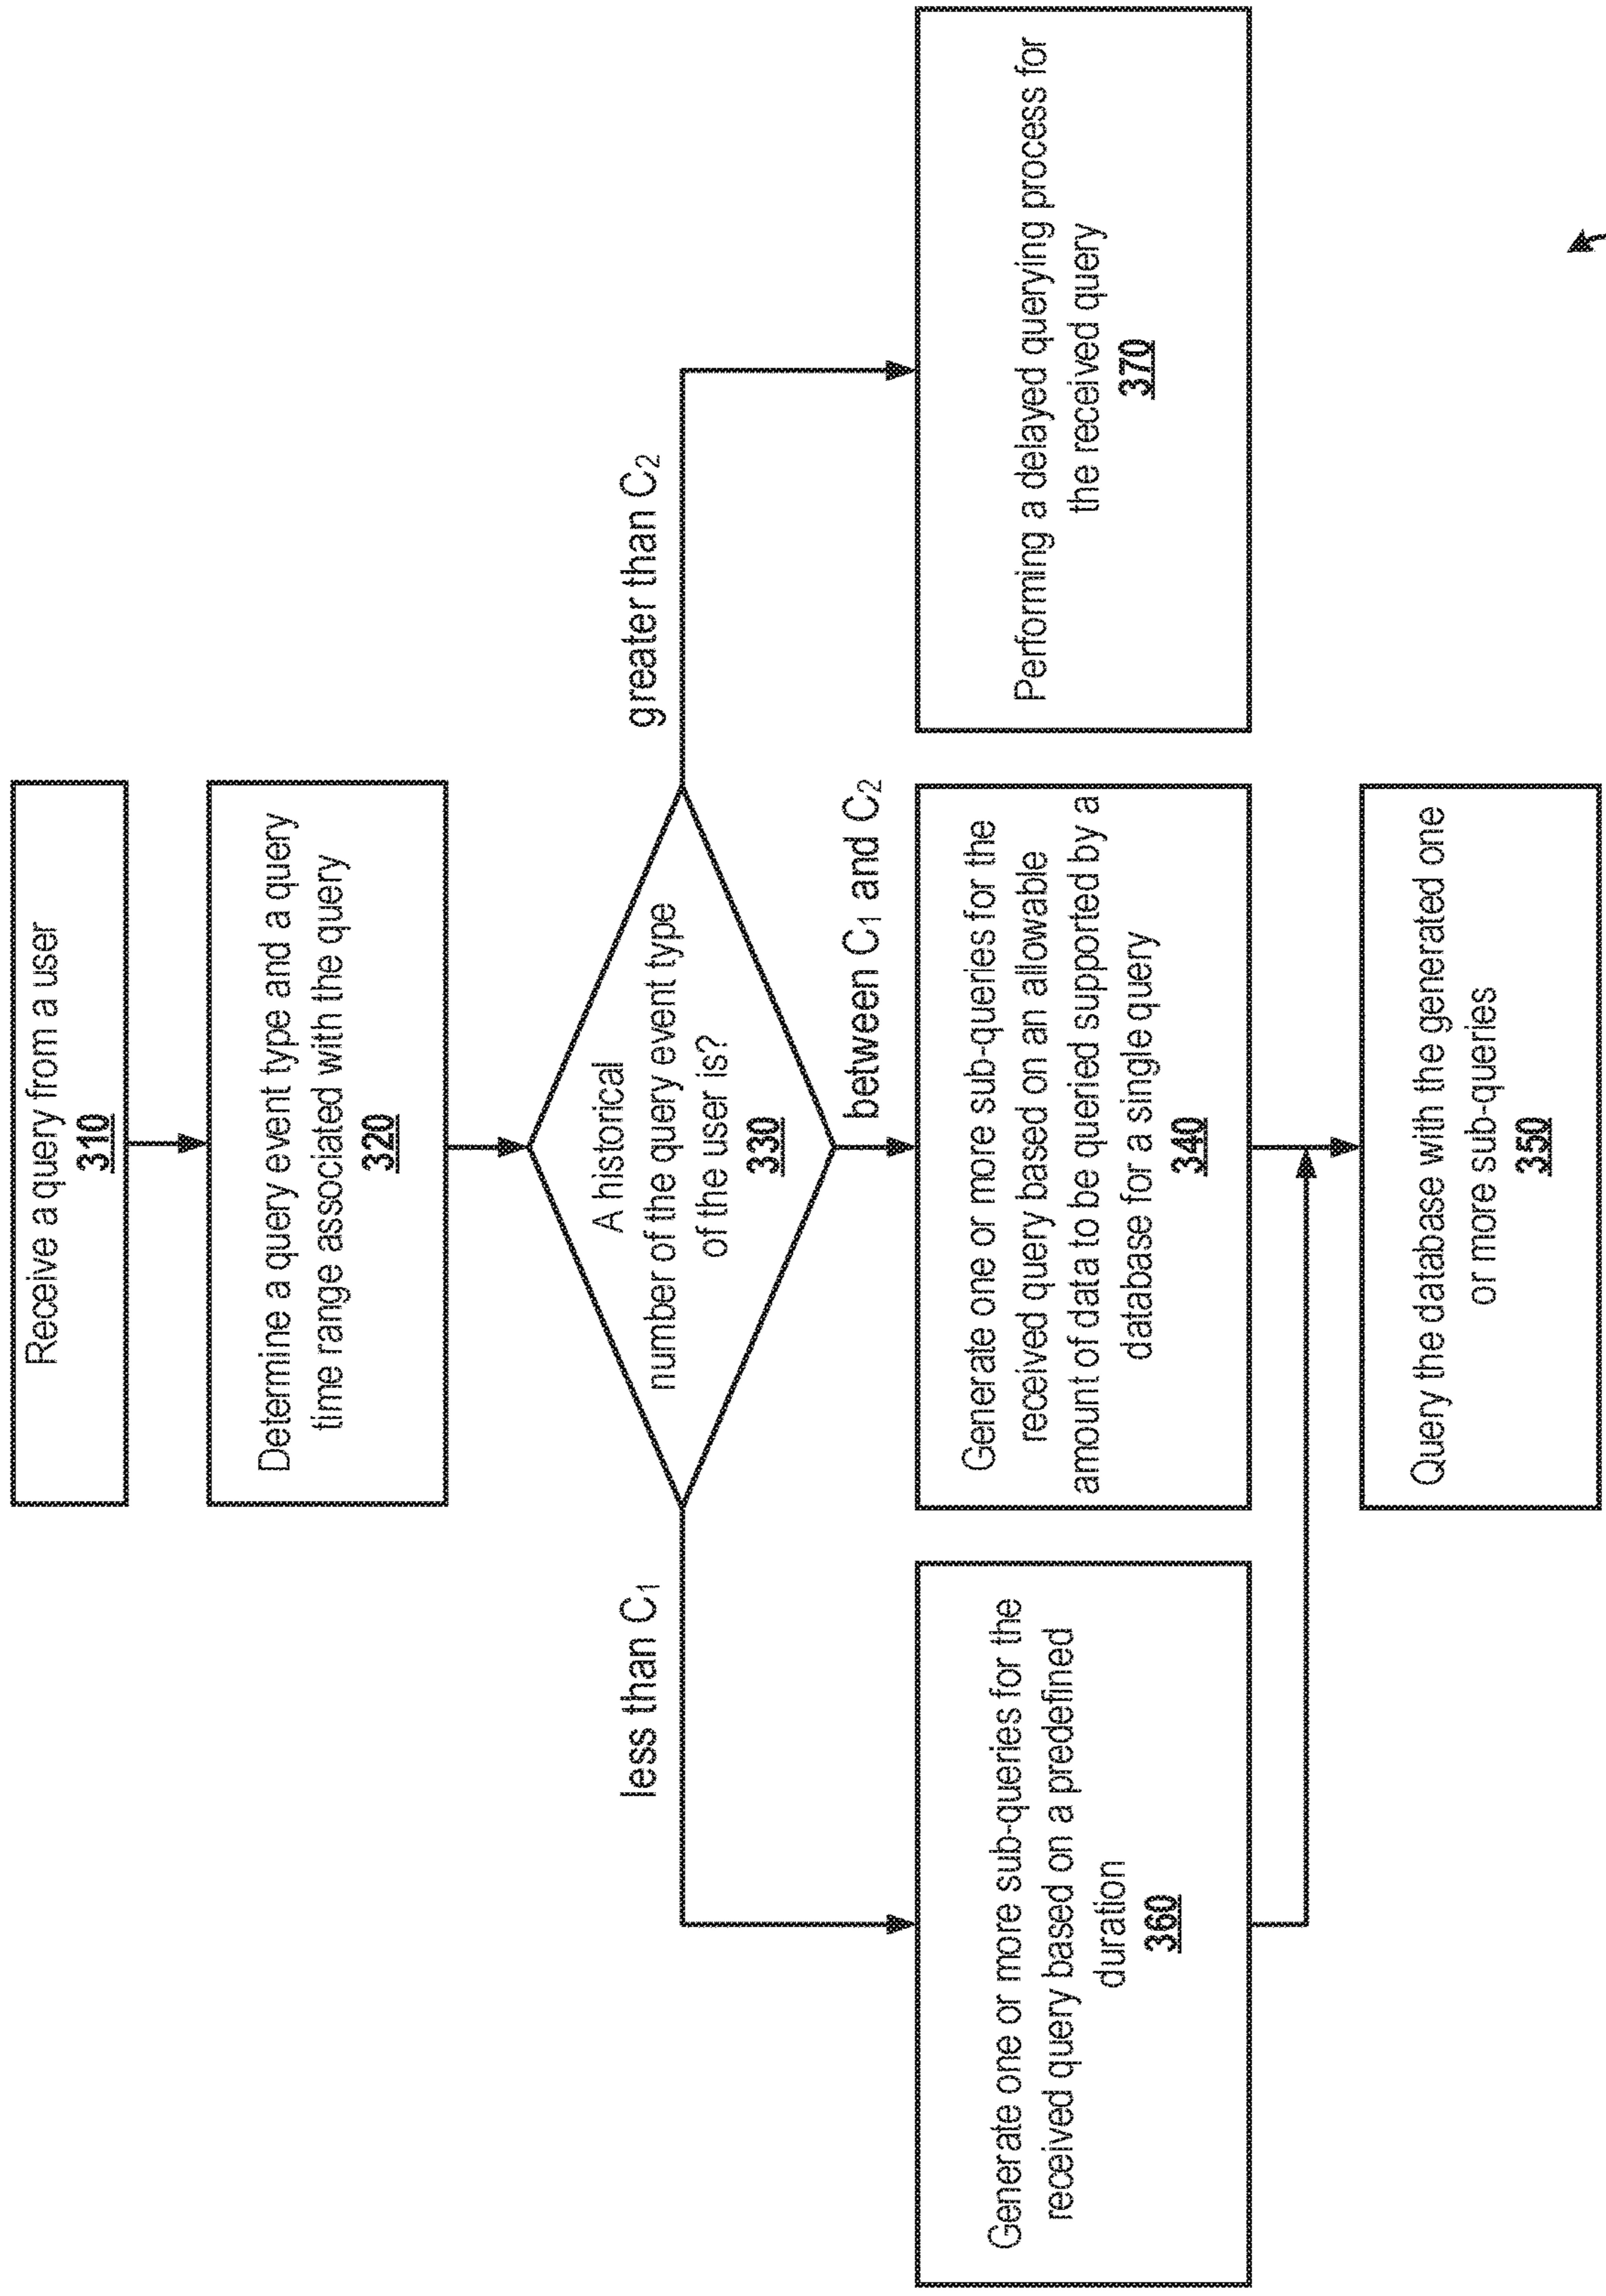 Receive a query from a user
310
Determine a query event type and a query
time range associated with the query
320
A historical
number of the query event type
of the user is?
330
less than C₁
between C₁ and C₂
greater than C₂
Generate one or more sub-queries for the
received query based on a predefined
duration
360
Generate one or more sub-queries for the
received query based on an allowable
amount of data to be queried supported by a
database for a single query
340
Performing a delayed querying process for
the received query
370
Query the database with the generated one
or more sub-queries
350